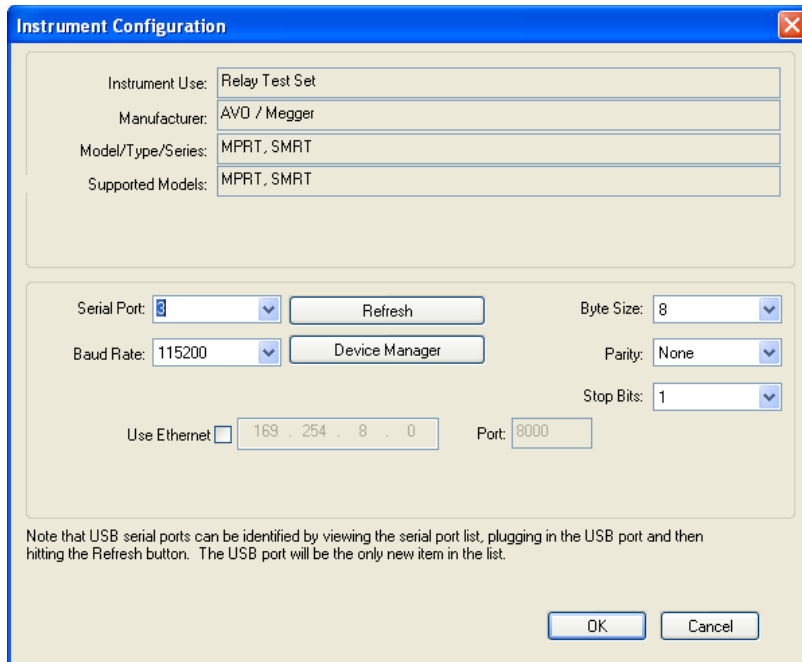 Instrument Configuration
Instrument Use: Relay Test Set
Manufacturer: AVO / Megger
Model/Type/Series: MPRT, SMRT
Supported Models: MPRT, SMRT
Serial Port: 3 Refresh Byte Size: 8
Baud Rate: 115200 Device Manager Parity: None
Stop Bits: 1
Use Ethernet 169 . 254 . 8 . 0 Port: 8000
Note that USB serial ports can be identified by viewing the serial port list, plugging in the USB port and then
hitting the Refresh button. The USB port will be the only new item in the list.
OK Cancel